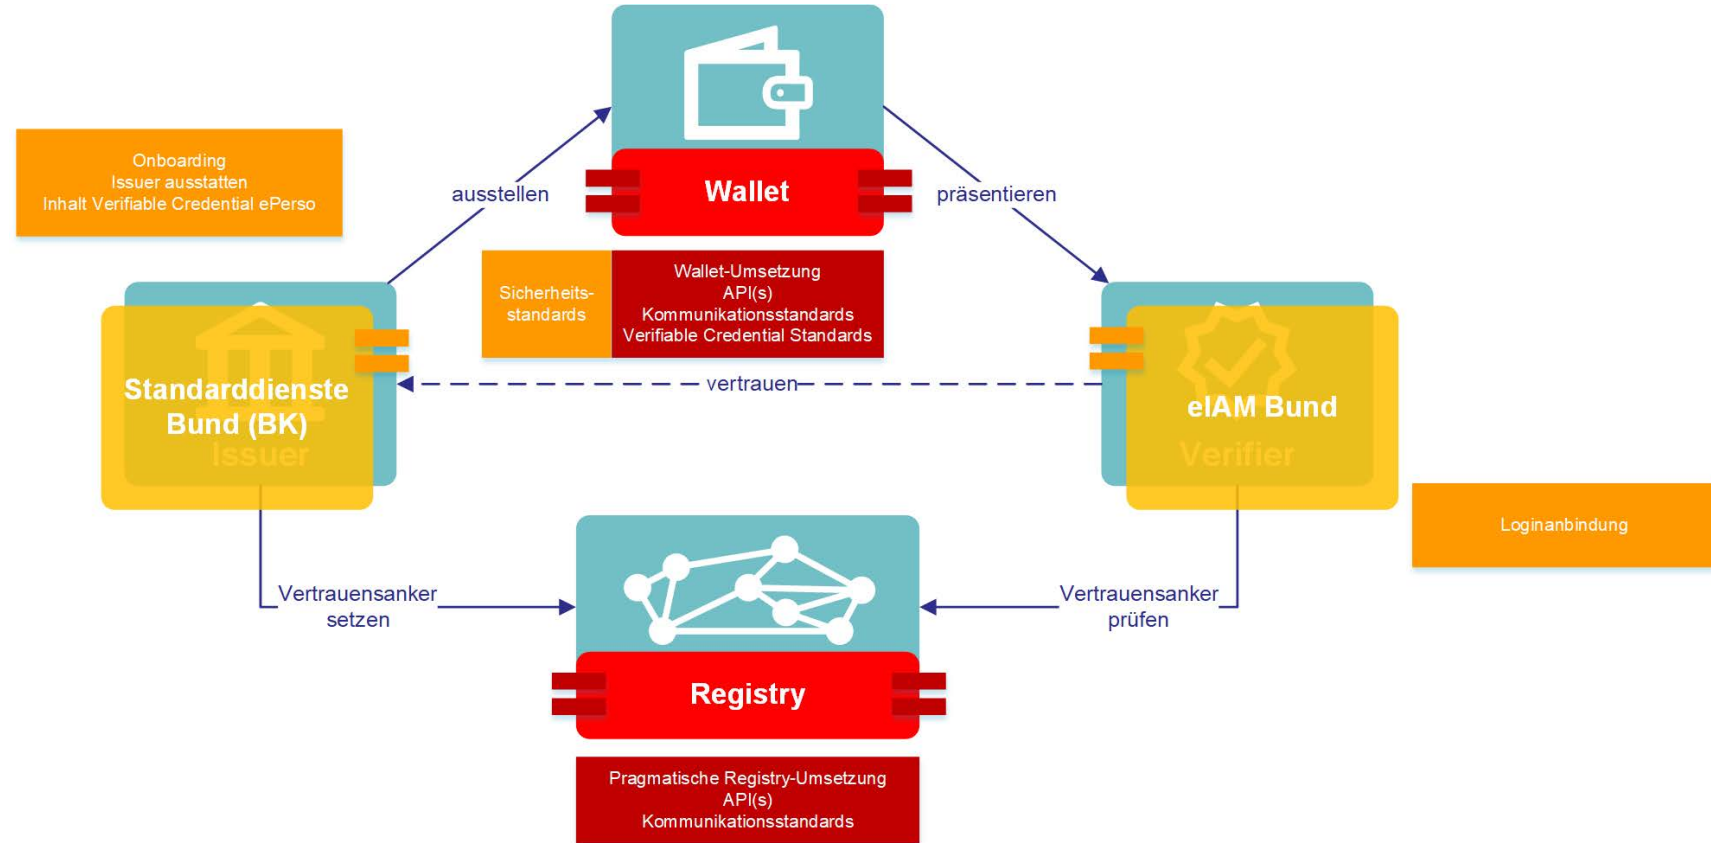 Onboarding
Issuer ausstatten
Inhalt Verifiable Credential ePerso
ausstellen
Wallet
präsentieren
Sicherheits-
standards
Wallet-Umsetzung
API(s)
Kommunikationsstandards
Verifiable Credential Standards
Standarddienste
Bund (BK)
Issuer
vertrauen
eIAM Bund
Verifier
Loginanbindung
Vertrauensanker
setzen
Vertrauensanker
prüfen
Registry
Pragmatische Registry-Umsetzung
API(s)
Kommunikationsstandards